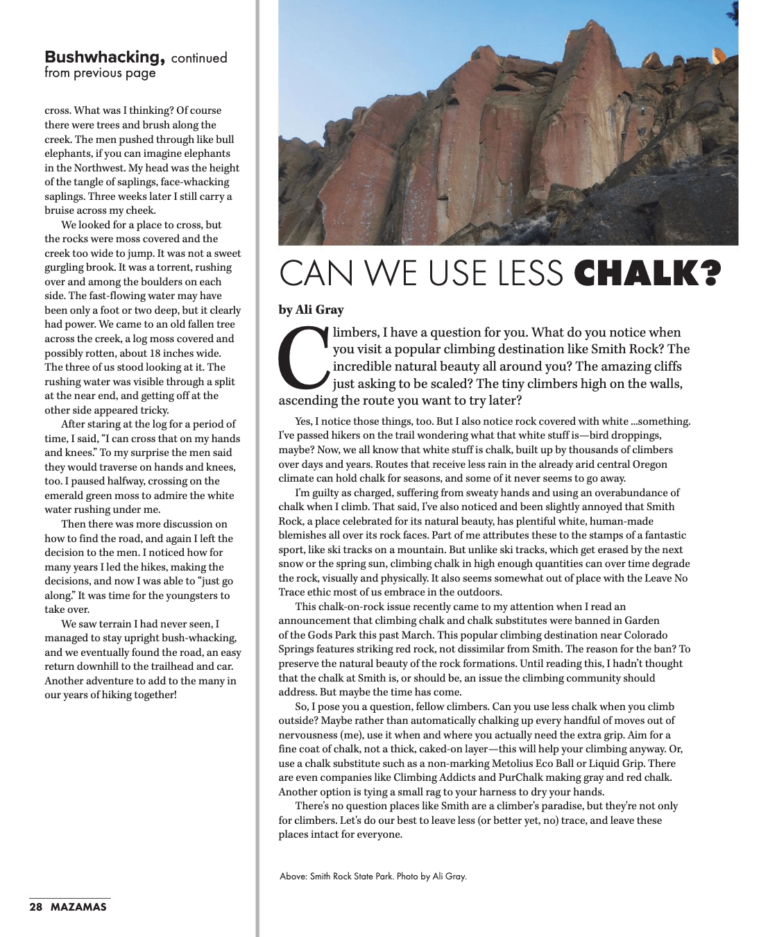 Bushwhacking, continued
from previous page
cross. What was I thinking? Of course
there were trees and brush along the
creek. The men pushed through like bull
elephants, if you can imagine elephants
in the Northwest. My head was the height
of the tangle of saplings, face-whacking
saplings. Three weeks later I still carry a
bruise across my cheek.
We looked for a place to cross, but
the rocks were moss covered and the
creek too wide to jump. It was not a sweet
gurgling brook. It was a torrent, rushing
over and among the boulders on each
side. The fast-flowing water may have
been only a foot or two deep, but it clearly
had power. We came to an old fallen tree
across the creek, a log moss covered and
possibly rotten, about 18 inches wide.
The three of us stood looking at it. The
rushing water was visible through a split
at the near end, and getting off at the
other side appeared tricky.
After staring at the log for a period of
time, I said, “I can cross that on my hands
and knees.” To my surprise the men said
they would traverse on hands and knees,
too. I paused halfway, crossing on the
emerald green moss to admire the white
water rushing under me.
Then there was more discussion on
how to find the road, and again I left the
decision to the men. I noticed how for
many years I led the hikes, making the
decisions, and now I was able to “just go
along.” It was time for the youngsters to
take over.
We saw terrain I had never seen, I
managed to stay upright bush-whacking,
and we eventually found the road, an easy
return downhill to the trailhead and car.
Another adventure to add to the many in
our years of hiking together!
CAN WE USE LESS CHALK?
by Ali Gray
Climbers, I have a question for you. What do you notice when
you visit a popular climbing destination like Smith Rock? The
incredible natural beauty all around you? The amazing cliffs
just asking to be scaled? The tiny climbers high on the walls,
ascending the route you want to try later?
Yes, I notice those things, too. But I also notice rock covered with white ...something.
I’ve passed hikers on the trail wondering what that white stuff is—bird droppings,
maybe? Now, we all know that white stuff is chalk, built up by thousands of climbers
over days and years. Routes that receive less rain in the already arid central Oregon
climate can hold chalk for seasons, and some of it never seems to go away.
I’m guilty as charged, suffering from sweaty hands and using an overabundance of
chalk when I climb. That said, I’ve also noticed and been slightly annoyed that Smith
Rock, a place celebrated for its natural beauty, has plentiful white, human-made
blemishes all over its rock faces. Part of me attributes these to the stamps of a fantastic
sport, like ski tracks on a mountain. But unlike ski tracks, which get erased by the next
snow or the spring sun, climbing chalk in high enough quantities can over time degrade
the rock, visually and physically. It also seems somewhat out of place with the Leave No
Trace ethic most of us embrace in the outdoors.
This chalk-on-rock issue recently came to my attention when I read an
announcement that climbing chalk and chalk substitutes were banned in Garden
of the Gods Park this past March. This popular climbing destination near Colorado
Springs features striking red rock, not dissimilar from Smith. The reason for the ban? To
preserve the natural beauty of the rock formations. Until reading this, I hadn’t thought
that the chalk at Smith is, or should be, an issue the climbing community should
address. But maybe the time has come.
So, I pose you a question, fellow climbers. Can you use less chalk when you climb
outside? Maybe rather than automatically chalking up every handful of moves out of
nervousness (me), use it when and where you actually need the extra grip. Aim for a
fine coat of chalk, not a thick, caked-on layer—this will help your climbing anyway. Or,
use a chalk substitute such as a non-marking Metolius Eco Ball or Liquid Grip. There
are even companies like Climbing Addicts and PurChalk making gray and red chalk.
Another option is tying a small rag to your harness to dry your hands.
There’s no question places like Smith are a climber’s paradise, but they’re not only
for climbers. Let’s do our best to leave less (or better yet, no) trace, and leave these
places intact for everyone.
Above: Smith Rock State Park. Photo by Ali Gray.
28 MAZAMAS